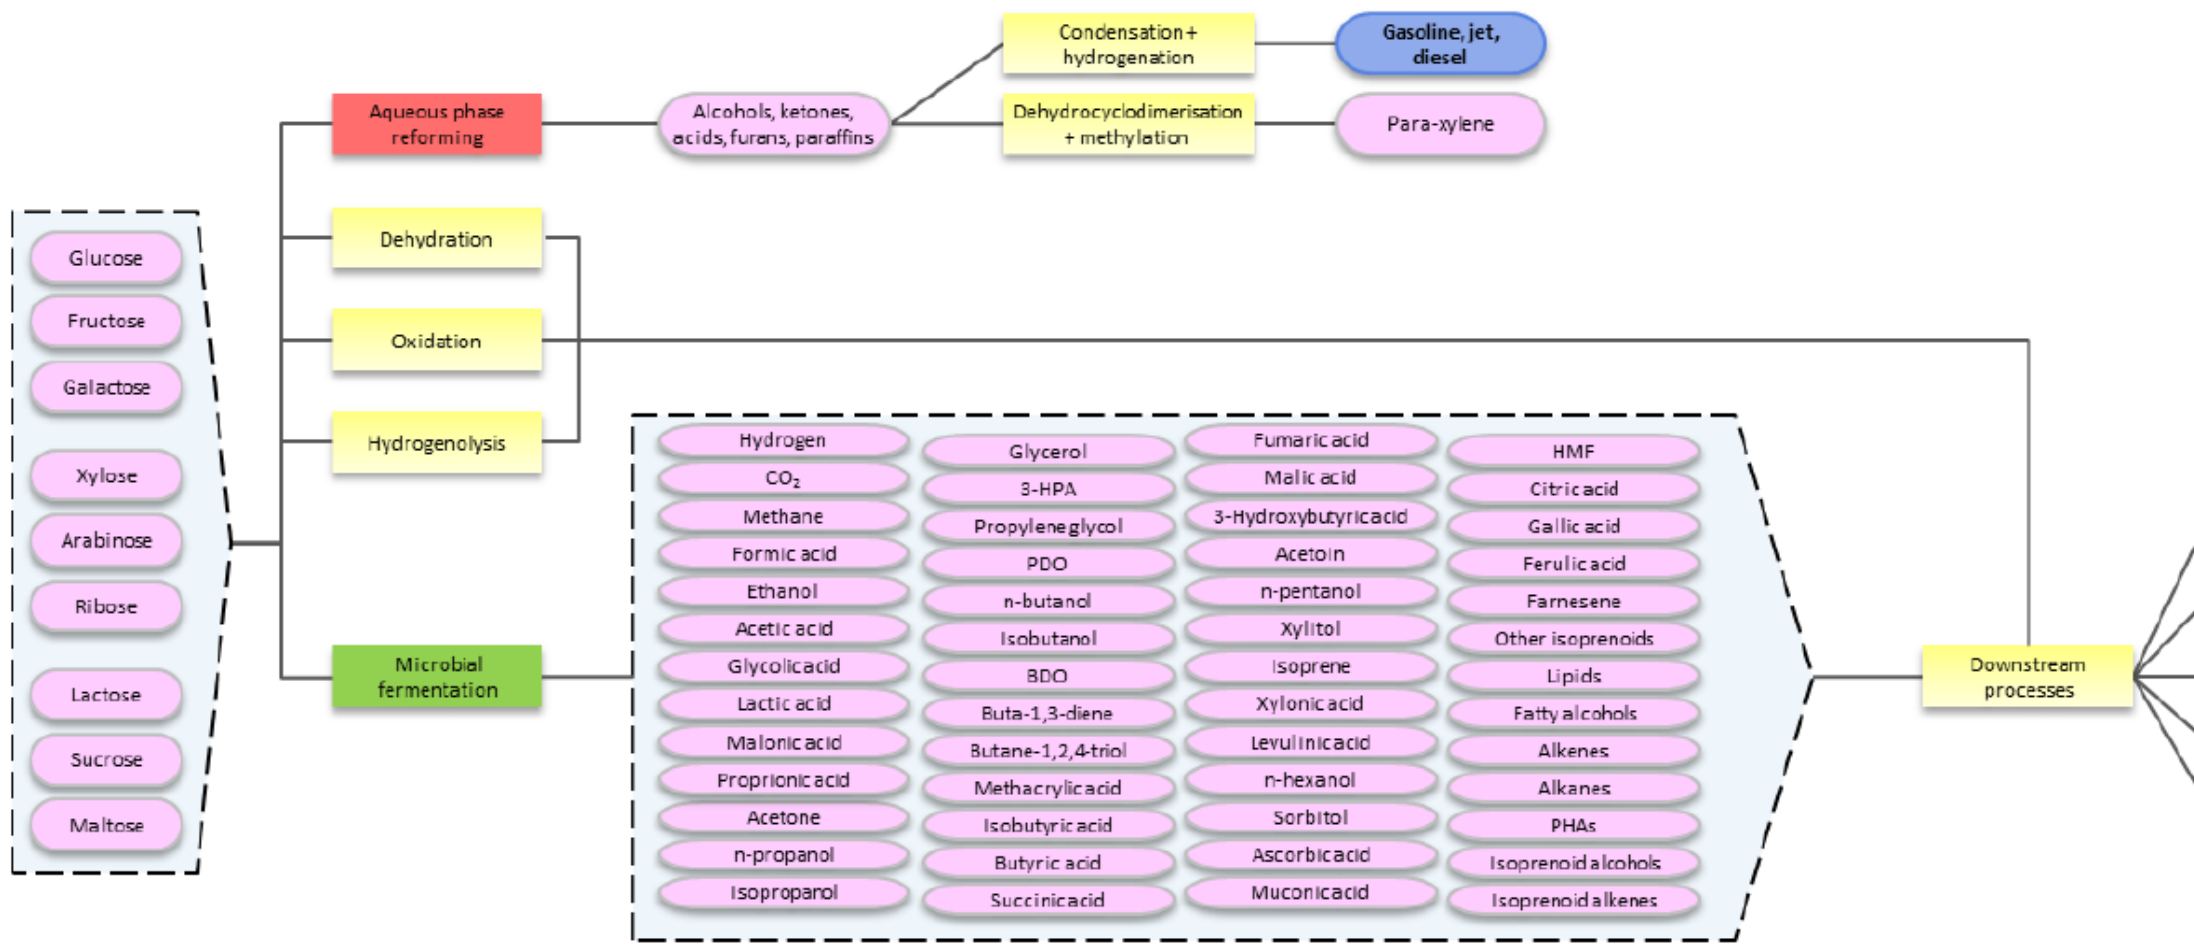 Condensation +
hydrogenation
Gasoline, jet,
diesel
Aqueous phase
reforming
Alcohols, ketones,
acids, furans, paraffins
Dehydrocyclodimerisation
+ methylation
Para-xylene
Dehydration
Oxidation
Hydrogenolysis
Microbial
fermentation
Glucose
Fructose
Galactose
Xylose
Arabinose
Ribose
Lactose
Sucrose
Maltose
Hydrogen
CO₂
Methane
Formic acid
Ethanol
Acetic acid
Glycolic acid
Lactic acid
Malonic acid
Proprionic acid
Acetone
n-propanol
Isopropanol
Glycerol
3-HPA
Propylene glycol
PDO
n-butanol
Isobutanol
BDO
Buta-1,3-diene
Butane-1,2,4-triol
Methacrylic acid
Isobutyric acid
Butyric acid
Succinic acid
Fumaric acid
Malic acid
3-Hydroxybutyric acid
Acetoin
n-pentanol
Xylitol
Isoprene
Xylonic acid
Levulinic acid
n-hexanol
Sorbitol
Ascorbic acid
Muconic acid
HMF
Citric acid
Gallic acid
Ferulic acid
Farnesene
Other isoprenoids
Lipids
Fatty alcohols
Alkenes
Alkanes
PHAs
Isoprenoid alcohols
Isoprenoid alkenes
Downstream
processes